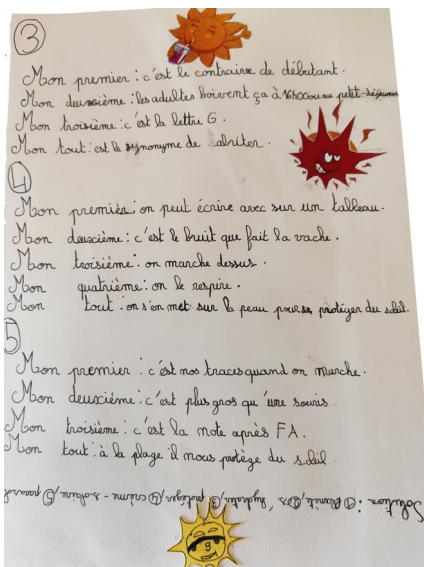 3
Mon premier : c'est le contraire de débutant.
Mon deuxième : les adultes boivent ça à 16h00 ou au petit-déjeuner
Mon troisième : c'est la lettre G.
Mon tout : est le synonyme de abriter.
4
Mon premier : on peut écrire avec sur un tableau.
Mon deuxième : c'est le bruit que fait la vache.
Mon troisième : on marche dessus.
Mon quatrième : on le respire.
Mon tout : on s'en met sur la peau pour se protéger du soleil.
5
Mon premier : c'est nos traces quand on marche.
Mon deuxième : c'est plus gros qu'une souris.
Mon troisième : c'est la note après FA.
Mon tout : à la plage il nous protège du soleil
Solution : ① Planète, ② s'hydrater, ③ protéger, ④ crème-solaire, ⑤ parasol